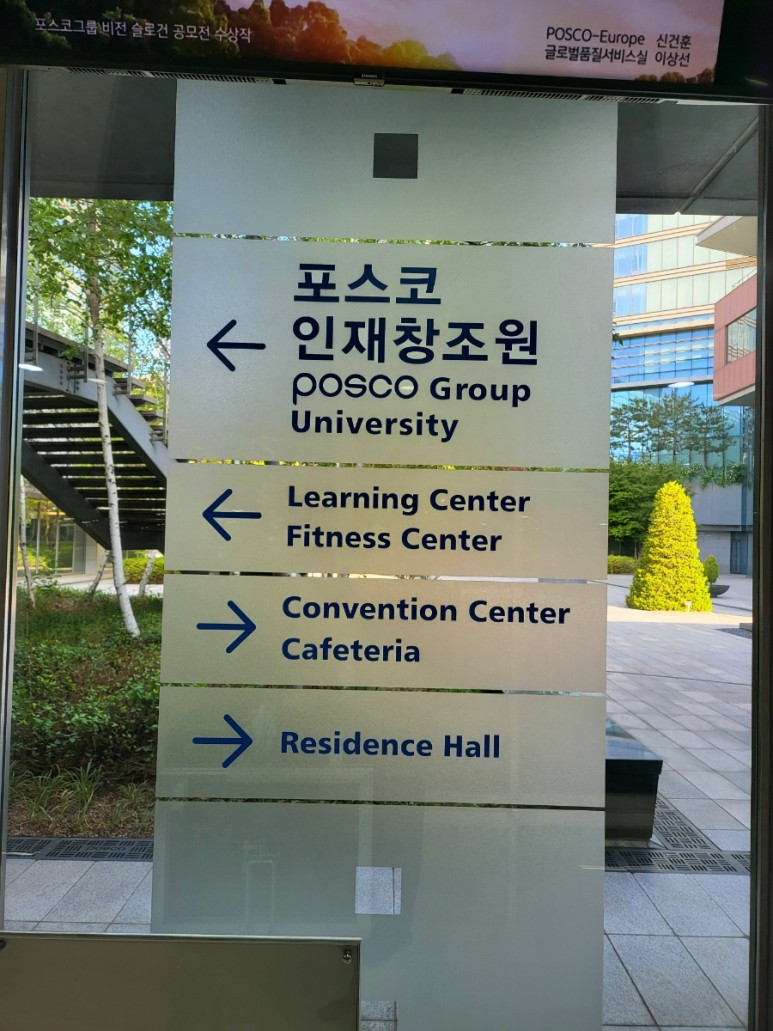 포스코그룹 비전 슬로건 공모전 수상작
POSCO-Europe 신건훈
글로벌품질서비스실 이상선
포스코
인재창조원
posco Group
University
Learning Center
Fitness Center
Convention Center
Cafeteria
Residence Hall